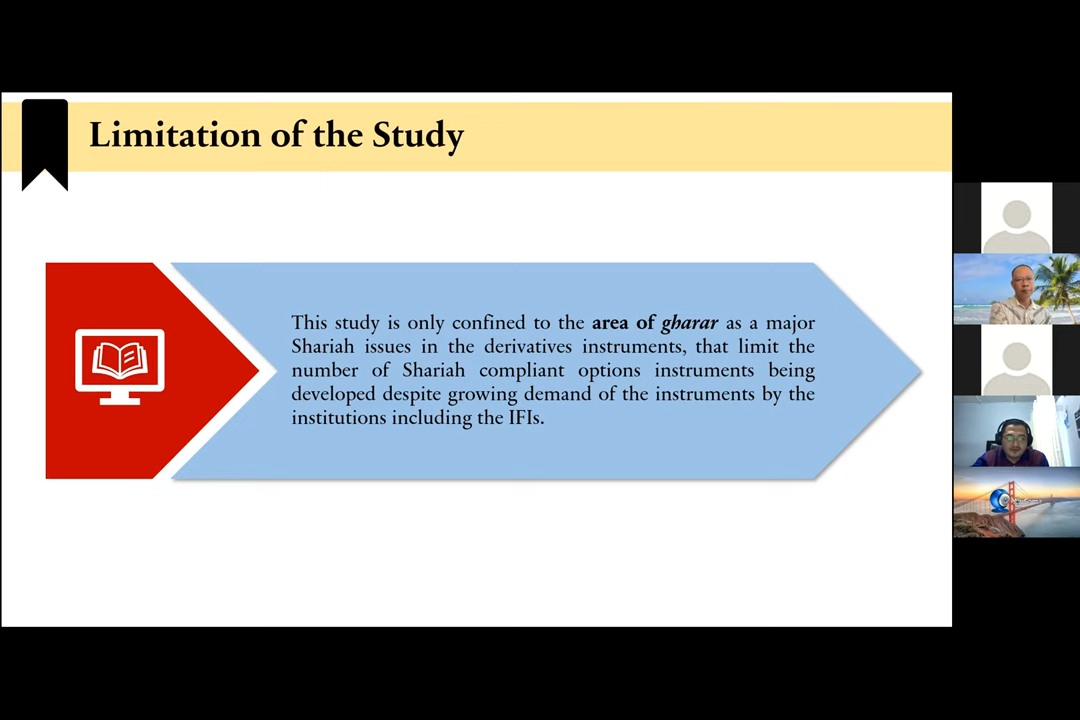 Limitation of the Study
This study is only confined to the area of gharar as a major
Shariah issues in the derivatives instruments, that limit the
number of Shariah compliant options instruments being
developed despite growing demand of the instruments by the
institutions including the IFIs.